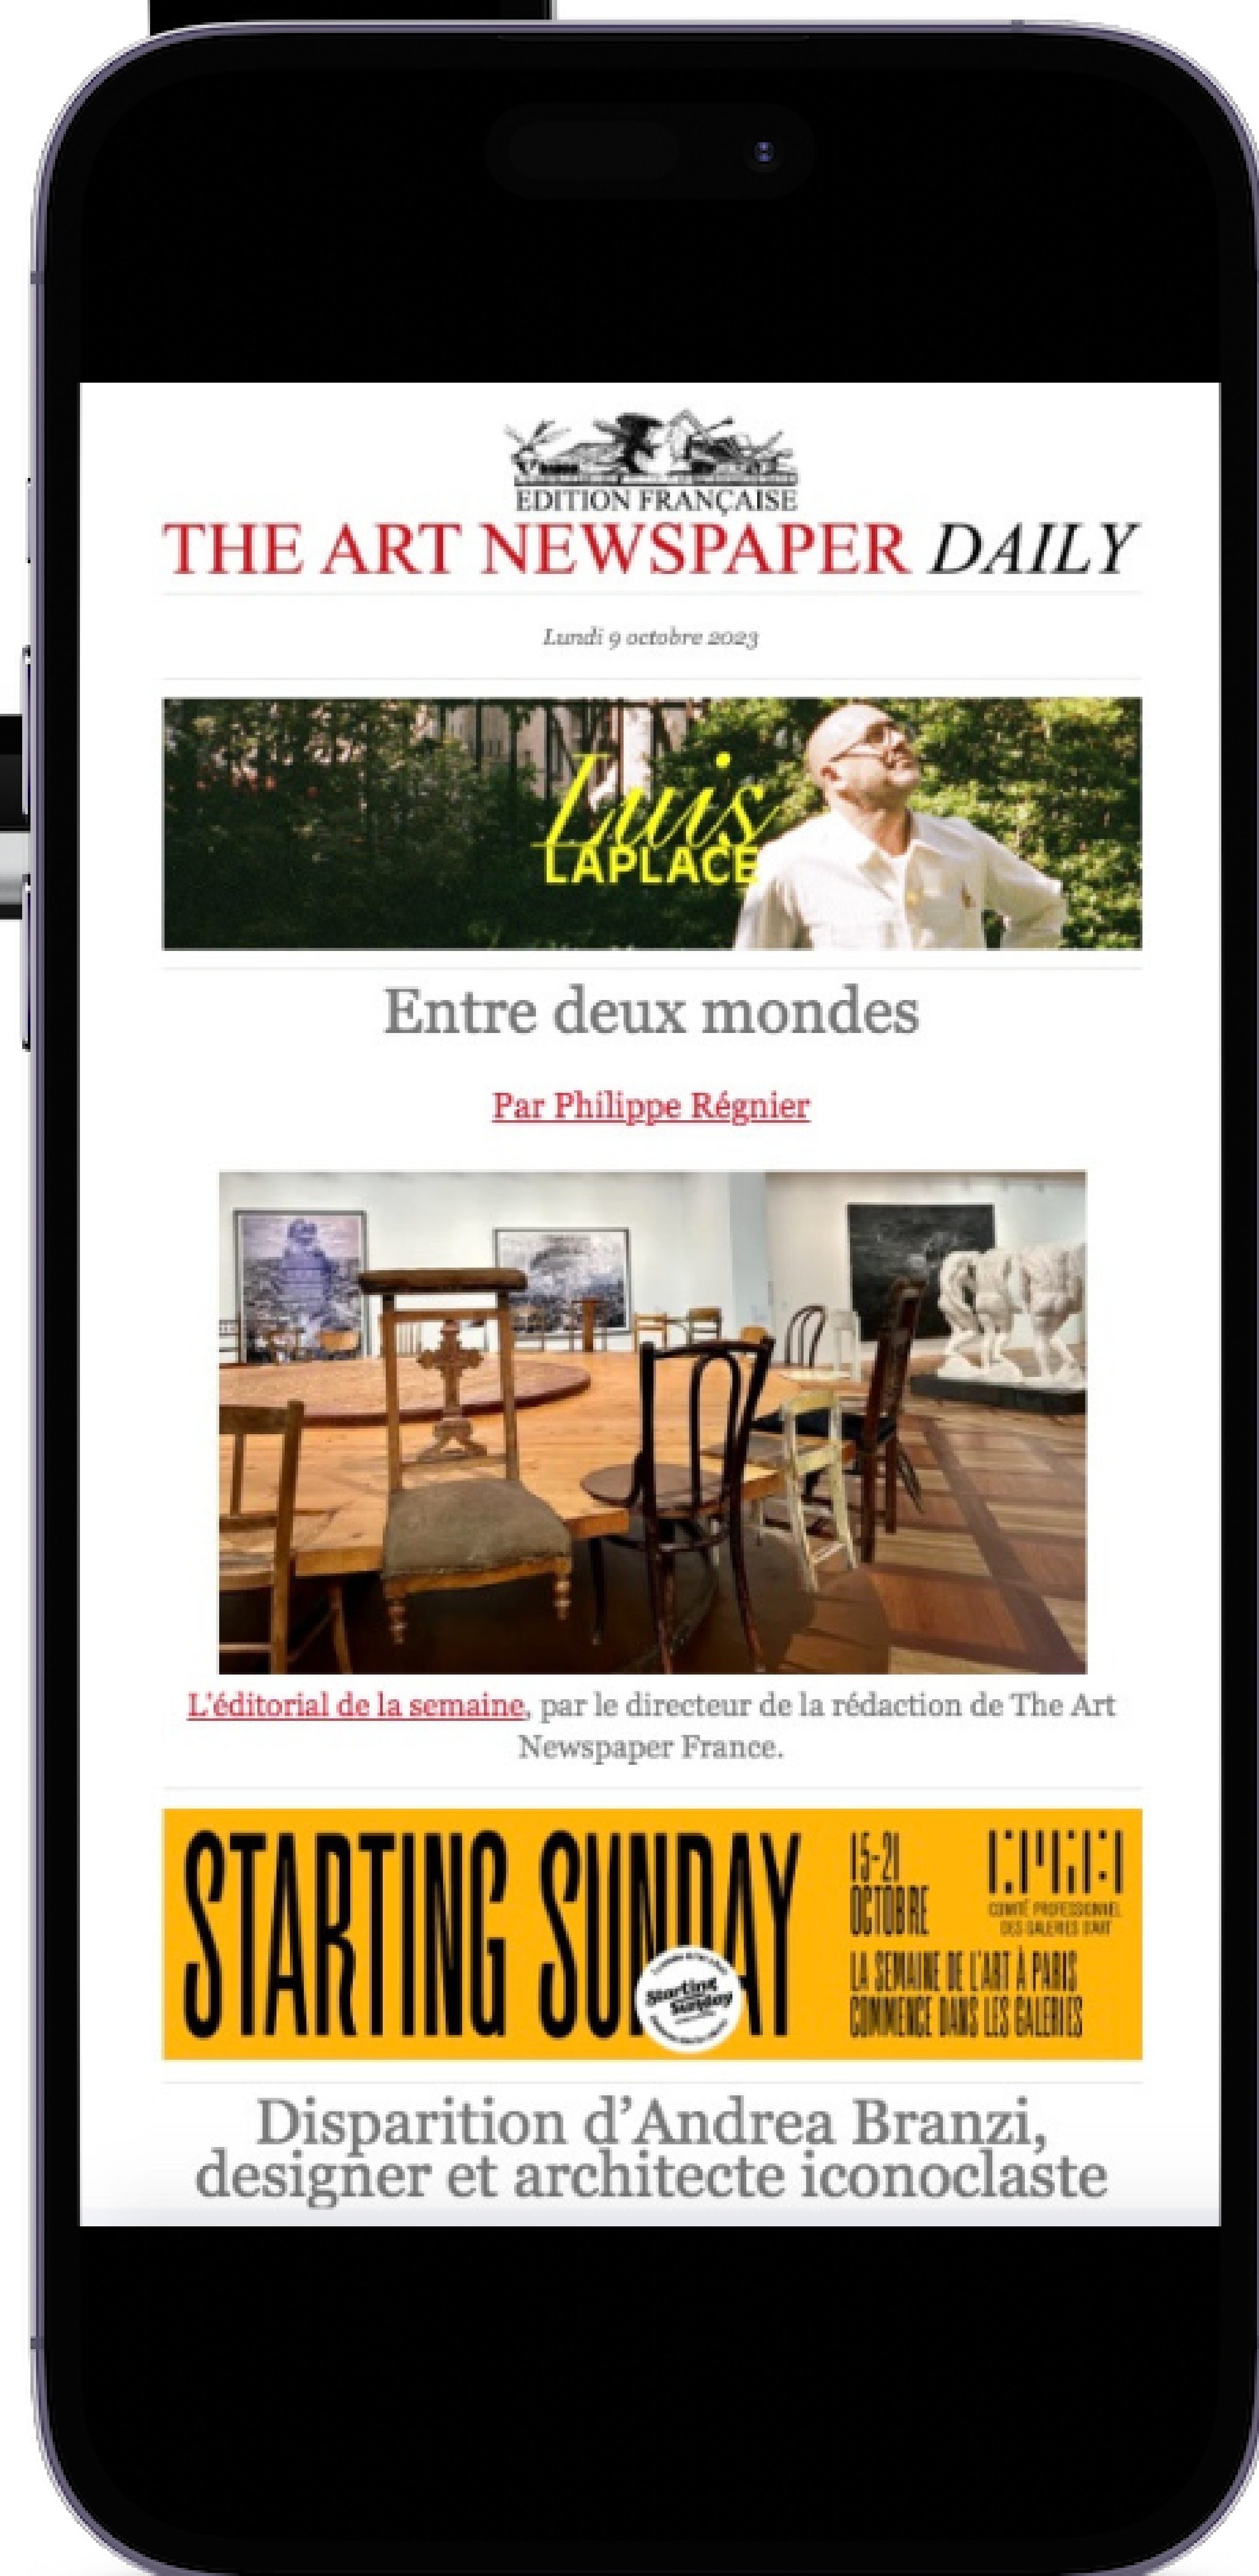 EDITION FRANÇAISE
THE ART NEWSPAPER DAILY
Lundi 9 octobre 2023
Luis
LAPLACE
Entre deux mondes
Par Philippe Régnier
L'éditorial de la semaine, par le directeur de la rédaction de The Art
Newspaper France.
STARTING SUNDAY
Starting
Sunday
15-21
OCTOBRE
COMITÉ PROFESSIONNEL
DES GALERIES D'ART
LA SEMAINE DE L'ART À PARIS
COMMENCE DANS LES GALERIES
Disparition d'Andrea Branzi,
designer et architecte iconoclaste